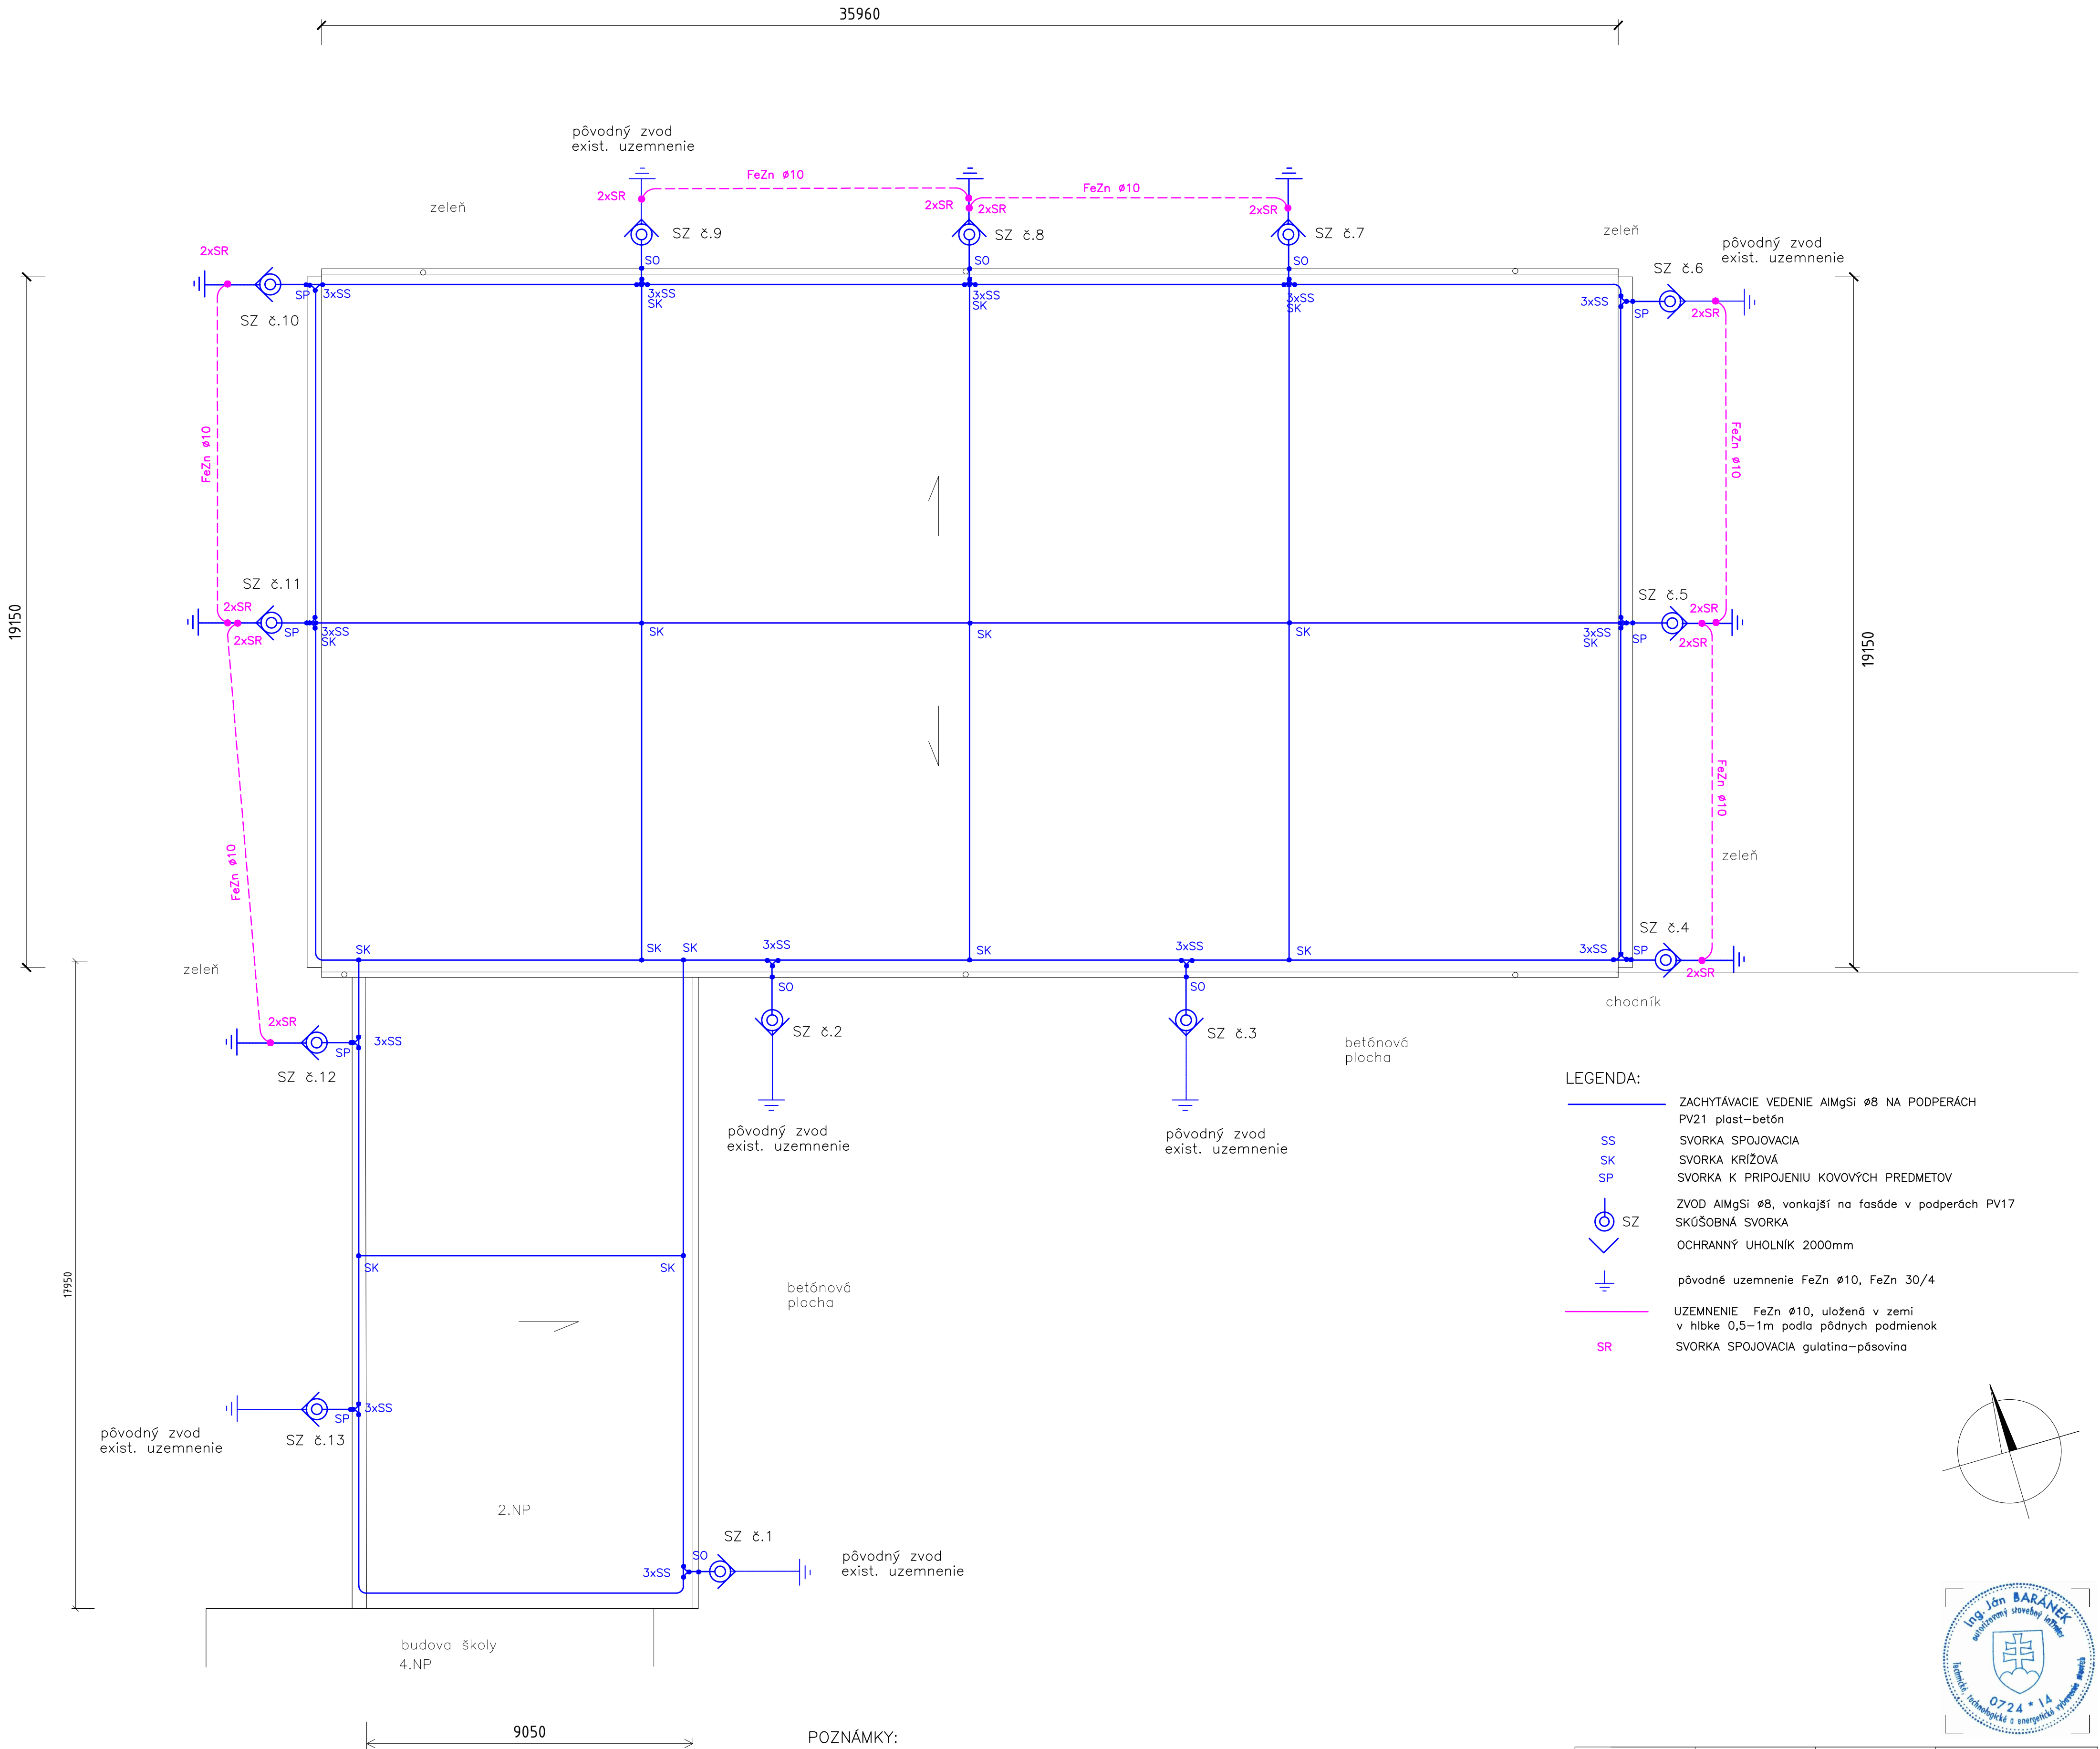 35960
pôvodný zvod
exist. uzemnenie
FeZn ø10
FeZn ø10
2xSR
2xSR
2xSR
2xSR
zeleň
SZ č.9
SZ č.8
SZ č.7
zeleň
pôvodný zvod
exist. uzemnenie
2xSR
SO
SO
SO
SZ č.6
SP
3xSS
3xSS
SK
3xSS
SK
3xSS
SK
3xSS
SP
2xSR
SZ č.10
FeZn ø10
FeZn ø10
19150
19150
SZ č.11
2xSR
2xSR
SP
3xSS
SK
SK
SK
SK
3xSS
SK
SP
SZ č.5
2xSR
2xSR
FeZn ø10
FeZn ø10
zeleň
zeleň
SK
SK
SK
3xSS
SK
3xSS
SK
3xSS
SP
SZ č.4
2xSR
SO
SO
chodník
2xSR
SP
3xSS
SZ č.12
SZ č.2
SZ č.3
betónová
plocha
pôvodný zvod
exist. uzemnenie
pôvodný zvod
exist. uzemnenie
17950
SK
SK
betónová
plocha
SP
3xSS
SZ č.13
pôvodný zvod
exist. uzemnenie
2.NP
SZ č.1
SO
3xSS
pôvodný zvod
exist. uzemnenie
budova školy
4.NP
9050
POZNÁMKY:
LEGENDA:
ZACHYTÁVACIE VEDENIE AlMgSi ø8 NA PODPERÁCH
PV21 plast-betón
SS SVORKA SPOJOVACIA
SK SVORKA KRÍŽOVÁ
SP SVORKA K PRIPOJENIU KOVOVÝCH PREDMETOV
ZVOD AlMgSi ø8, vonkajší na fasáde v podperách PV17
SZ SKÚŠOBNÁ SVORKA
OCHRANNÝ UHOLNÍK 2000mm
pôvodné uzemnenie FeZn ø10, FeZn 30/4
UZEMNENIE FeZn ø10, uložená v zemi
v hlbke 0,5-1m podla pôdnych podmienok
SR SVORKA SPOJOVACIA gulatina-pásovina
Ing. Ján BARÁNEK
autorizovaný stavebný inžinier
0724 * 14
Technické, technologické a energetické vybavenie stavieb